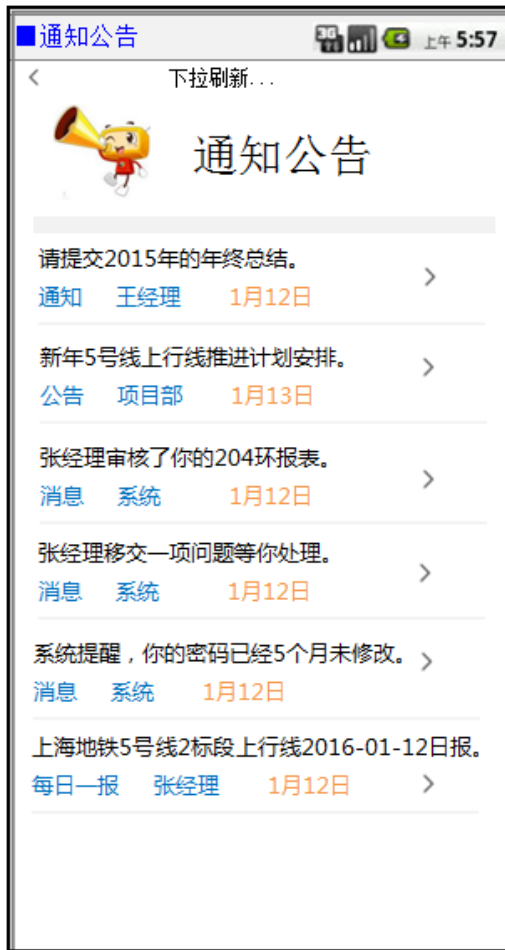 ■通知公告
3G 上午 5:57
下拉刷新...
通知公告
请提交2015年的年终总结。
通知 王经理 1月12日
新年5号线上行线推进计划安排。
公告 项目部 1月13日
张经理审核了你的204环报表。
消息 系统 1月12日
张经理移交一项问题等你处理。
消息 系统 1月12日
系统提醒，你的密码已经5个月未修改。
消息 系统 1月12日
上海地铁5号线2标段上行线2016-01-12日报。
每日一报 张经理 1月12日